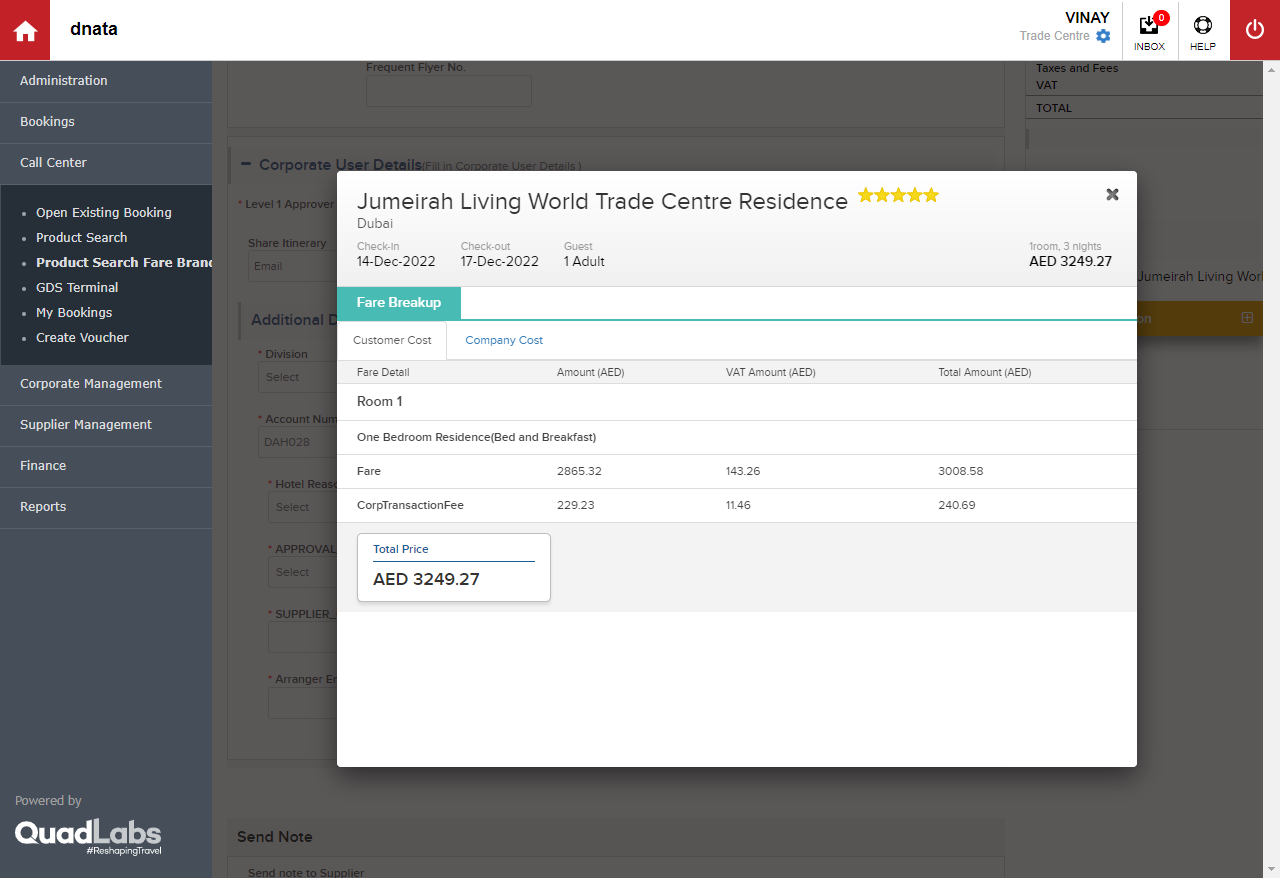 dnata
VINAY
Trade Centre
0
INBOX
HELP
Administration
Bookings
Call Center
Open Existing Booking
Product Search
Product Search Fare Brand
GDS Terminal
My Bookings
Create Voucher
Corporate Management
Supplier Management
Finance
Reports
Powered by
QuadLabs
#ReshapingTravel
Frequent Flyer No.
Corporate User Details(Fill in Corporate User Details )
* Level 1 Approver
Share Itinerary
Email
Additional D
* Division
Select
* Account Num
DAH028
* Hotel Reaso
Select
* APPROVAL_
Select
* SUPPLIER_
* Arranger Em
Send Note
Send note to Supplier
Taxes and Fees
VAT
TOTAL
Jumeirah Living Worl
on
Jumeirah Living World Trade Centre Residence
Dubai
Check-in
14-Dec-2022
Check-out
17-Dec-2022
Guest
1 Adult
1room, 3 nights
AED 3249.27
Fare Breakup
Customer Cost Company Cost
Fare Detail Amount (AED) VAT Amount (AED) Total Amount (AED)
Room 1
One Bedroom Residence(Bed and Breakfast)
Fare 2865.32 143.26 3008.58
CorpTransactionFee 229.23 11.46 240.69
Total Price
AED 3249.27